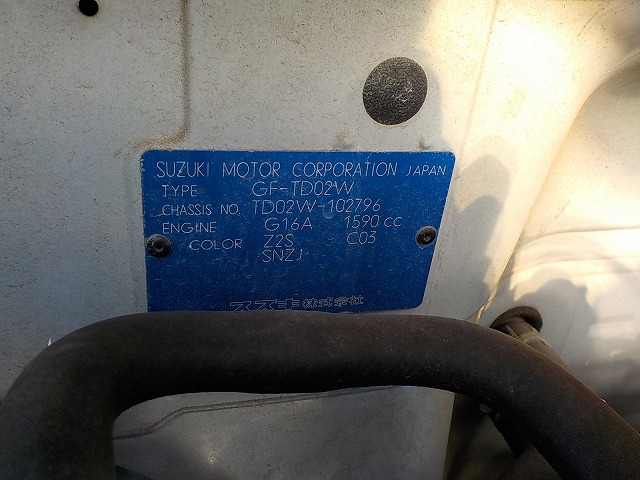 SUZUKI MOTOR CORPORATION JAPAN
TYPE GF-TD02W
CHASSIS NO. TD02W-102796
ENGINE G16A 1590 CC
COLOR Z2S C03
SNZJ
スズキ株式会社